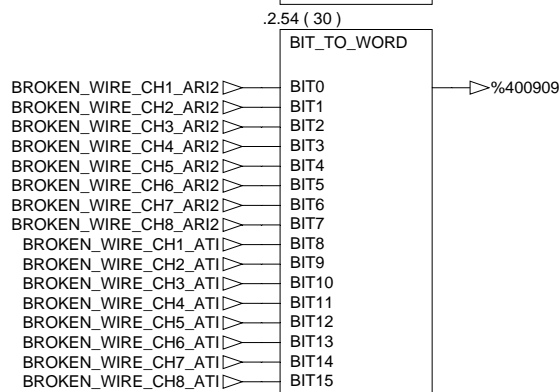 .2.54 ( 30 )
BIT_TO_WORD
BROKEN_WIRE_CH1_ARI2 BIT0 %400909
BROKEN_WIRE_CH2_ARI2 BIT1
BROKEN_WIRE_CH3_ARI2 BIT2
BROKEN_WIRE_CH4_ARI2 BIT3
BROKEN_WIRE_CH5_ARI2 BIT4
BROKEN_WIRE_CH6_ARI2 BIT5
BROKEN_WIRE_CH7_ARI2 BIT6
BROKEN_WIRE_CH8_ARI2 BIT7
BROKEN_WIRE_CH1_ATI BIT8
BROKEN_WIRE_CH2_ATI BIT9
BROKEN_WIRE_CH3_ATI BIT10
BROKEN_WIRE_CH4_ATI BIT11
BROKEN_WIRE_CH5_ATI BIT12
BROKEN_WIRE_CH6_ATI BIT13
BROKEN_WIRE_CH7_ATI BIT14
BROKEN_WIRE_CH8_ATI BIT15